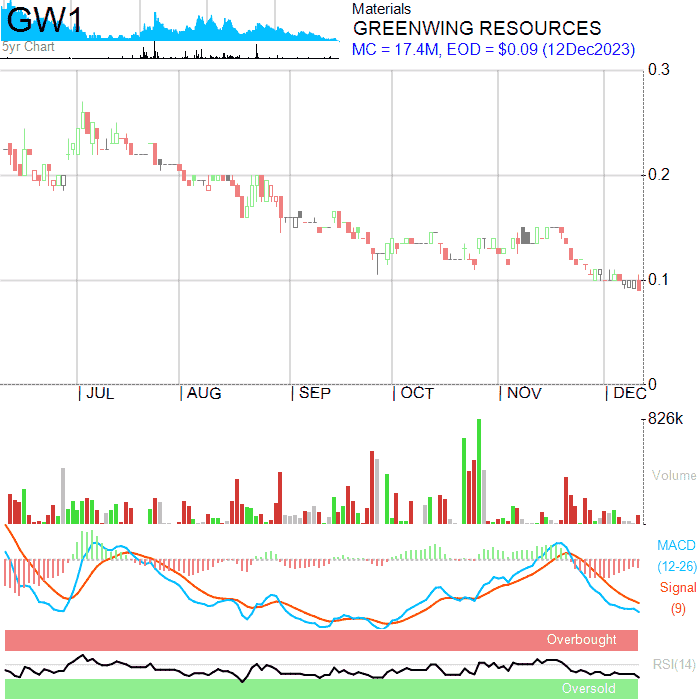 GW1
5yr Chart
Materials
GREENWING RESOURCES
MC = 17.4M, EOD = $0.09 (12Dec2023)
0.3
0.2
0.1
0
JUL AUG SEP OCT NOV DEC
826k
Volume
MACD
(12-26)
Signal
(9)
Overbought
RSI(14)
Oversold